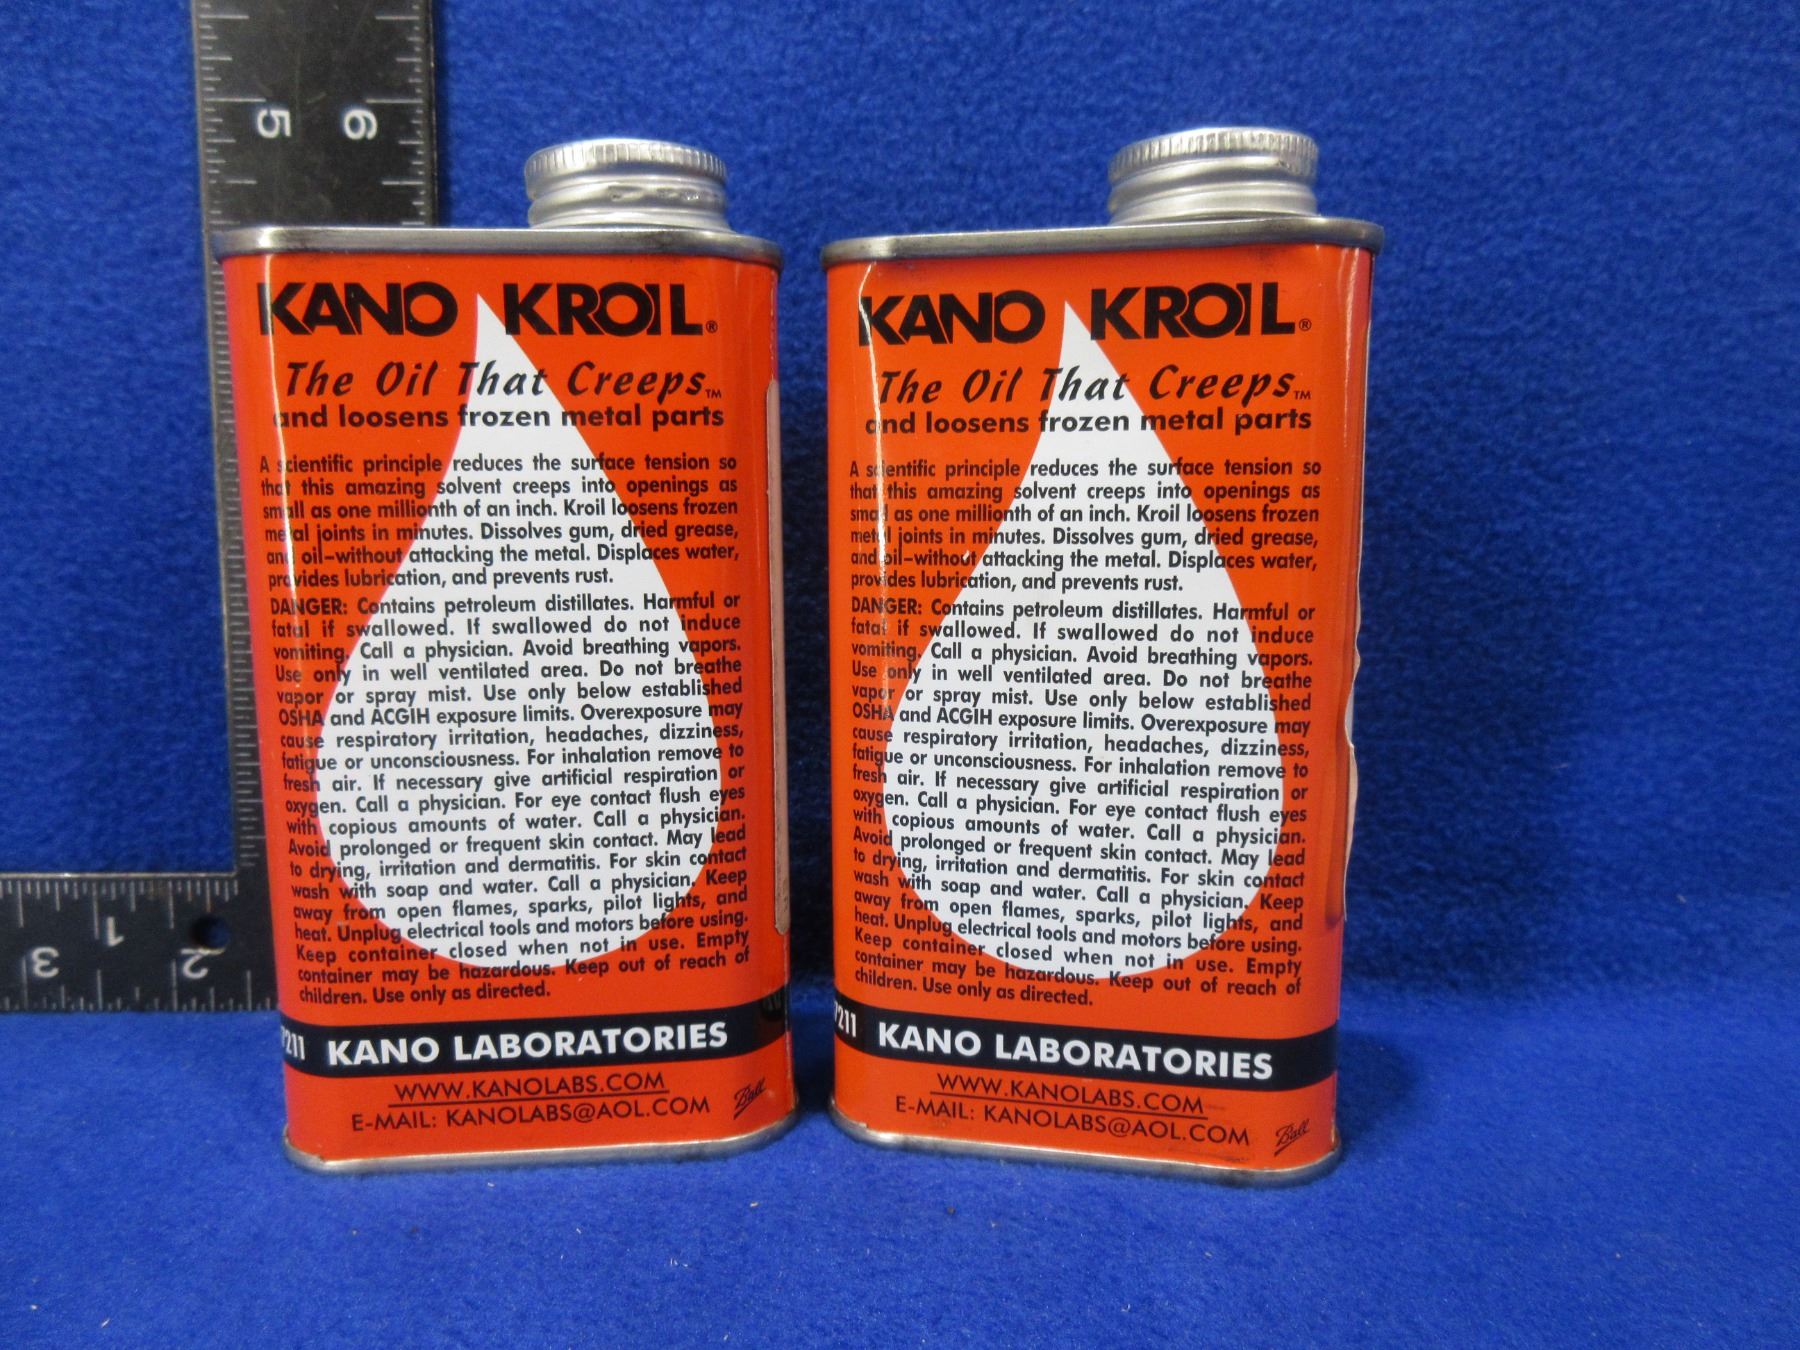 5 6
3 1 2
KANO KROIL®
The Oil That Creeps™
and loosens frozen metal parts
A scientific principle reduces the surface tension so
that this amazing solvent creeps into openings as
small as one millionth of an inch. Kroil loosens frozen
metal joints in minutes. Dissolves gum, dried grease,
and oil–without attacking the metal. Displaces water,
provides lubrication, and prevents rust.
DANGER: Contains petroleum distillates. Harmful or
fatal if swallowed. If swallowed do not induce
vomiting. Call a physician. Avoid breathing vapors.
Use only in well ventilated area. Do not breathe
vapor or spray mist. Use only below established
OSHA and ACGIH exposure limits. Overexposure may
cause respiratory irritation, headaches, dizziness,
fatigue or unconsciousness. For inhalation remove to
fresh air. If necessary give artificial respiration or
oxygen. Call a physician. For eye contact flush eyes
with copious amounts of water. Call a physician.
Avoid prolonged or frequent skin contact. May lead
to drying, irritation and dermatitis. For skin contact
wash with soap and water. Call a physician. Keep
away from open flames, sparks, pilot lights, and
heat. Unplug electrical tools and motors before using.
Keep container closed when not in use. Empty
container may be hazardous. Keep out of reach of
children. Use only as directed.
7211 KANO LABORATORIES
WWW.KANOLABS.COM
E-MAIL: KANOLABS@AOL.COM Ball
KANO KROIL®
The Oil That Creeps™
and loosens frozen metal parts
A scientific principle reduces the surface tension so
that this amazing solvent creeps into openings as
small as one millionth of an inch. Kroil loosens frozen
metal joints in minutes. Dissolves gum, dried grease,
and oil–without attacking the metal. Displaces water,
provides lubrication, and prevents rust.
DANGER: Contains petroleum distillates. Harmful or
fatal if swallowed. If swallowed do not induce
vomiting. Call a physician. Avoid breathing vapors.
Use only in well ventilated area. Do not breathe
vapor or spray mist. Use only below established
OSHA and ACGIH exposure limits. Overexposure may
cause respiratory irritation, headaches, dizziness,
fatigue or unconsciousness. For inhalation remove to
fresh air. If necessary give artificial respiration or
oxygen. Call a physician. For eye contact flush eyes
with copious amounts of water. Call a physician.
Avoid prolonged or frequent skin contact. May lead
to drying, irritation and dermatitis. For skin contact
wash with soap and water. Call a physician. Keep
away from open flames, sparks, pilot lights, and
heat. Unplug electrical tools and motors before using.
Keep container closed when not in use. Empty
container may be hazardous. Keep out of reach of
children. Use only as directed.
7211 KANO LABORATORIES
WWW.KANOLABS.COM
E-MAIL: KANOLABS@AOL.COM Ball